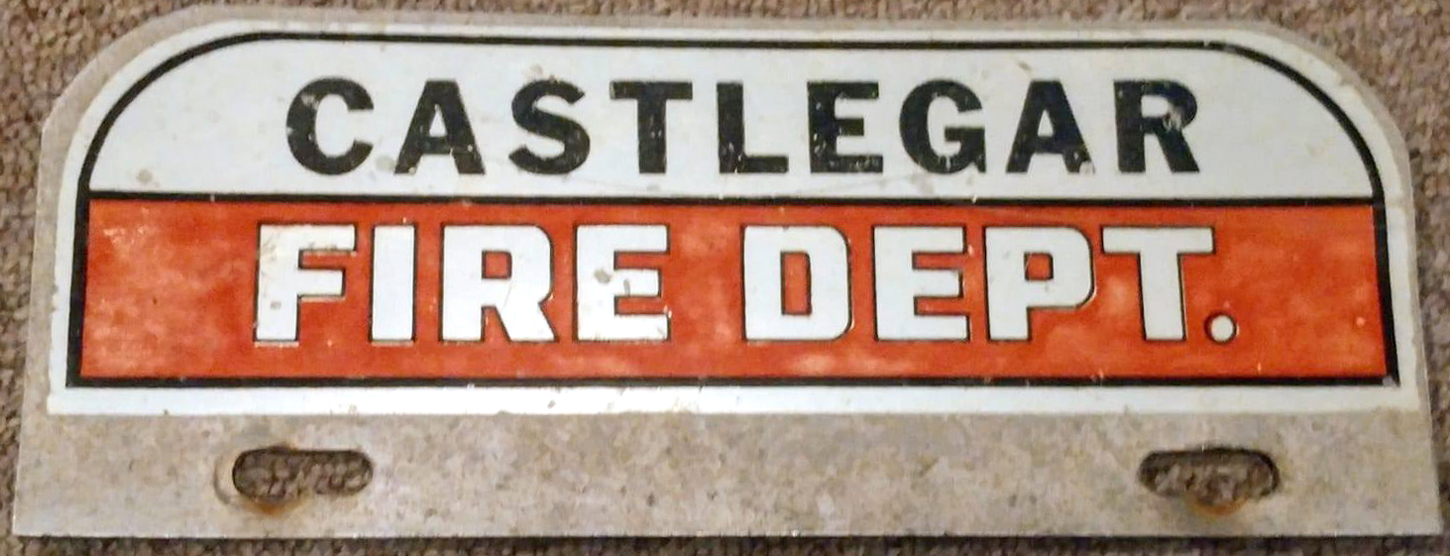 CASTLEGAR
FIRE DEPT.